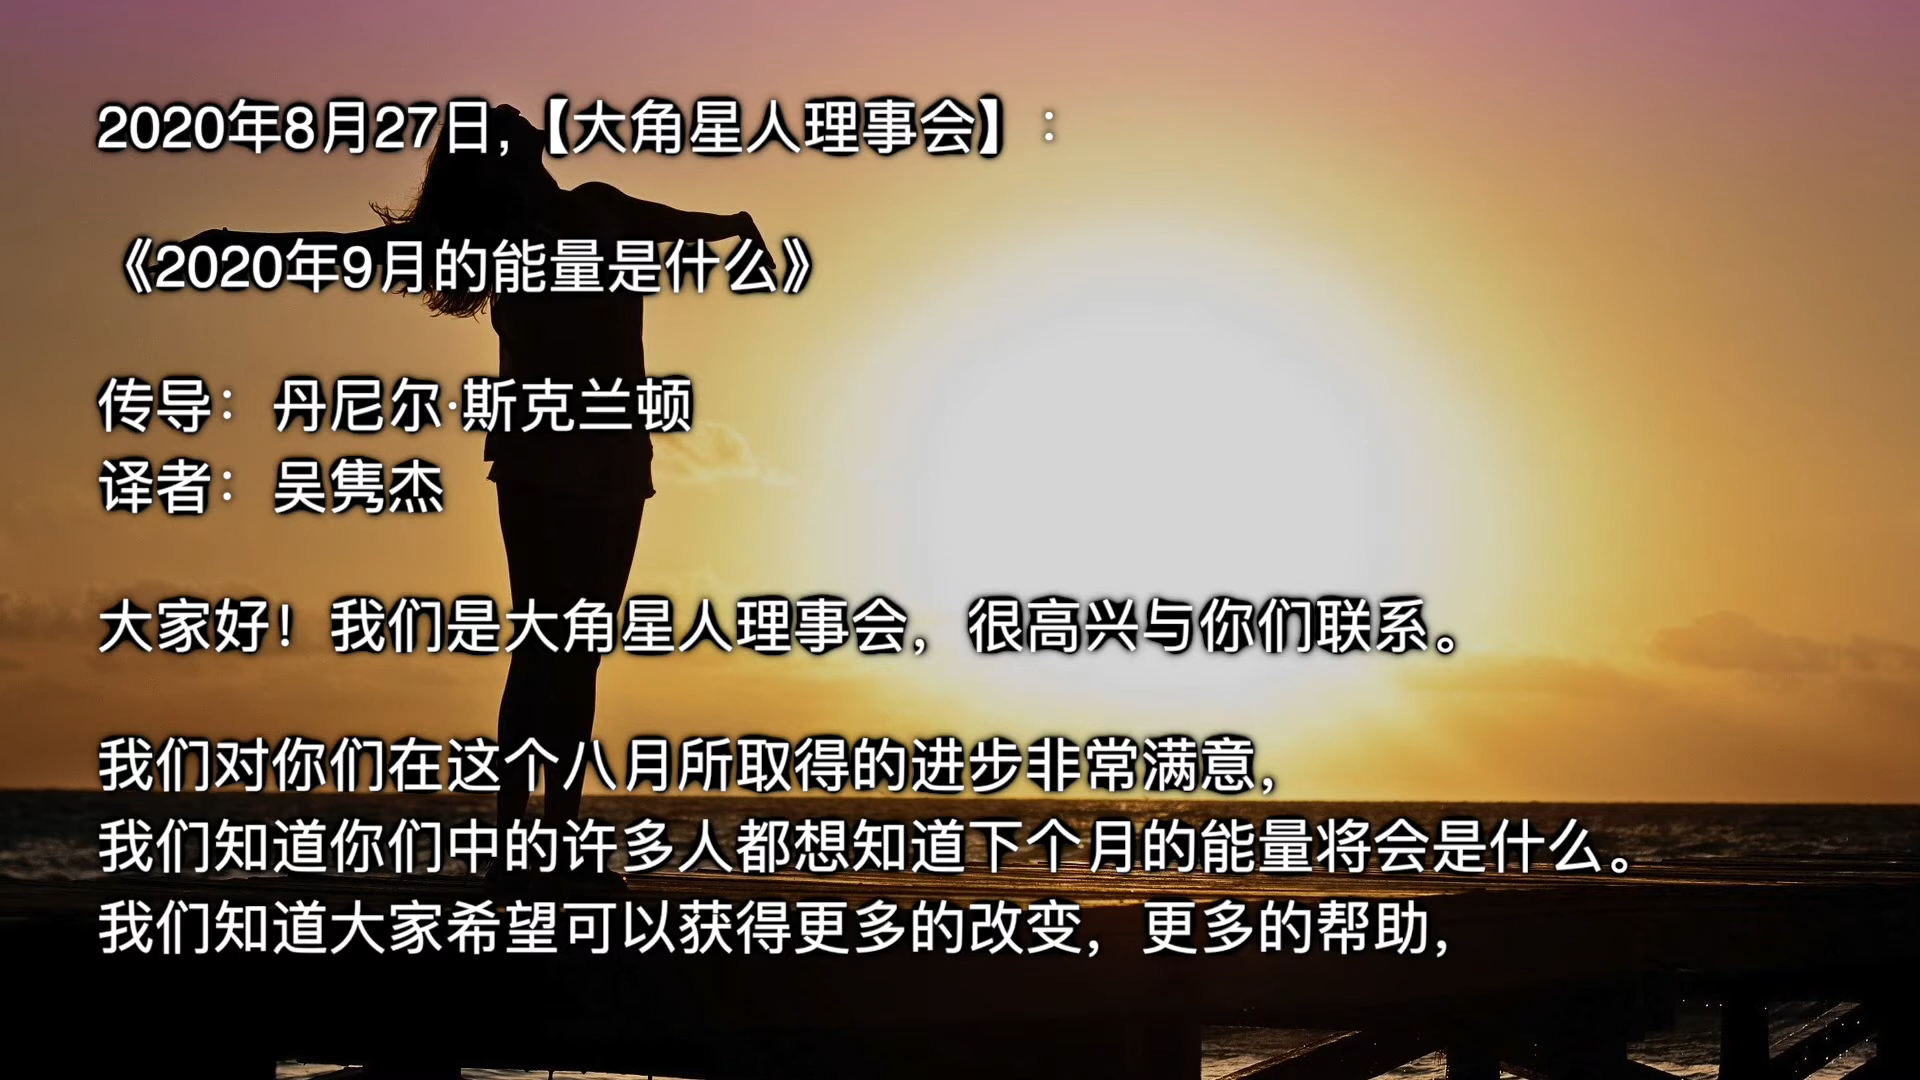 2020年8月27日，【大角星人理事会】：
《2020年9月的能量是什么》
传导：丹尼尔·斯克兰顿
译者：吴隽杰
大家好！我们是大角星人理事会，很高兴与你们联系。
我们对你们在这个八月所取得的进步非常满意，
我们知道你们中的许多人都想知道下个月的能量将会是什么。
我们知道大家希望可以获得更多的改变，更多的帮助，